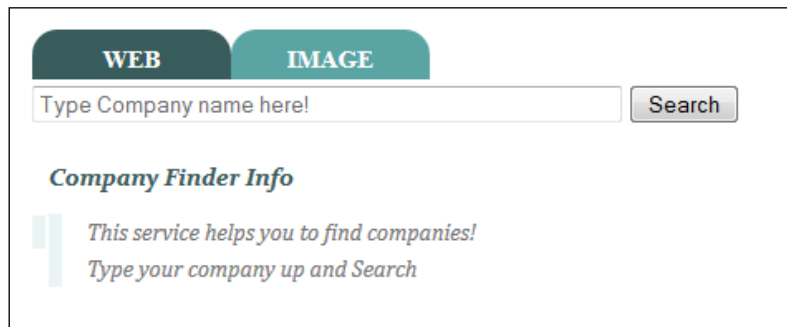 WEB IMAGE
Type Company name here! Search
Company Finder Info
This service helps you to find companies!
Type your company up and Search